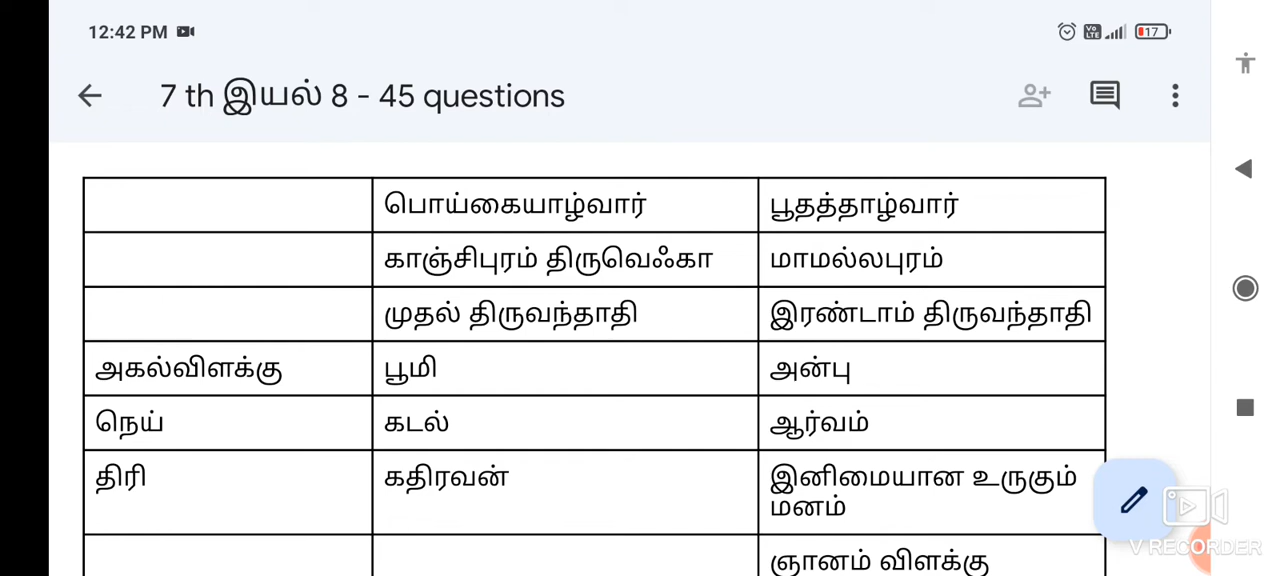 12:42 PM
17
7 th இயல் 8 - 45 questions
பொய்கையாழ்வார் பூதத்தாழ்வார்
காஞ்சிபுரம் திருவெஃகா மாமல்லபுரம்
முதல் திருவந்தாதி இரண்டாம் திருவந்தாதி
அகல்விளக்கு பூமி அன்பு
நெய் கடல் ஆர்வம்
திரி கதிரவன் இனிமையான உருகும்
மனம்
ஞானம் விளக்கு
V RECORDER